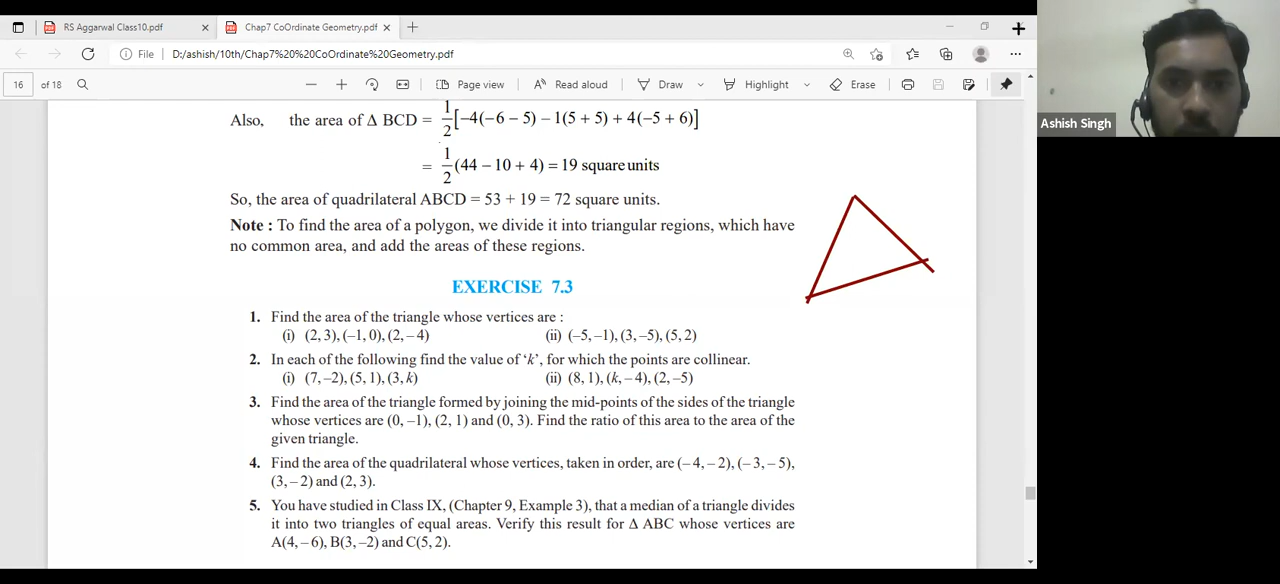 RS Aggarwal Class10.pdf
Chap7 CoOrdinate Geometry.pdf
File
D:/ashish/10th/Chap7%20%20CoOrdinate%20Geometry.pdf
16 of 18
Page view
Read aloud
Draw
Highlight
Erase
Ashish Singh
Also, the area of Δ BCD = 1/2 [−4(−6 − 5) − 1(5 + 5) + 4(−5 + 6)]
= 1/2 (44 − 10 + 4) = 19 square units
So, the area of quadrilateral ABCD = 53 + 19 = 72 square units.
Note : To find the area of a polygon, we divide it into triangular regions, which have
no common area, and add the areas of these regions.
EXERCISE 7.3
1. Find the area of the triangle whose vertices are :
(i) (2, 3), (−1, 0), (2, − 4) (ii) (−5, −1), (3, −5), (5, 2)
2. In each of the following find the value of ‘k’, for which the points are collinear.
(i) (7, −2), (5, 1), (3, k) (ii) (8, 1), (k, − 4), (2, −5)
3. Find the area of the triangle formed by joining the mid-points of the sides of the triangle
whose vertices are (0, −1), (2, 1) and (0, 3). Find the ratio of this area to the area of the
given triangle.
4. Find the area of the quadrilateral whose vertices, taken in order, are (− 4, − 2), (− 3, − 5),
(3, − 2) and (2, 3).
5. You have studied in Class IX, (Chapter 9, Example 3), that a median of a triangle divides
it into two triangles of equal areas. Verify this result for Δ ABC whose vertices are
A(4, − 6), B(3, −2) and C(5, 2).